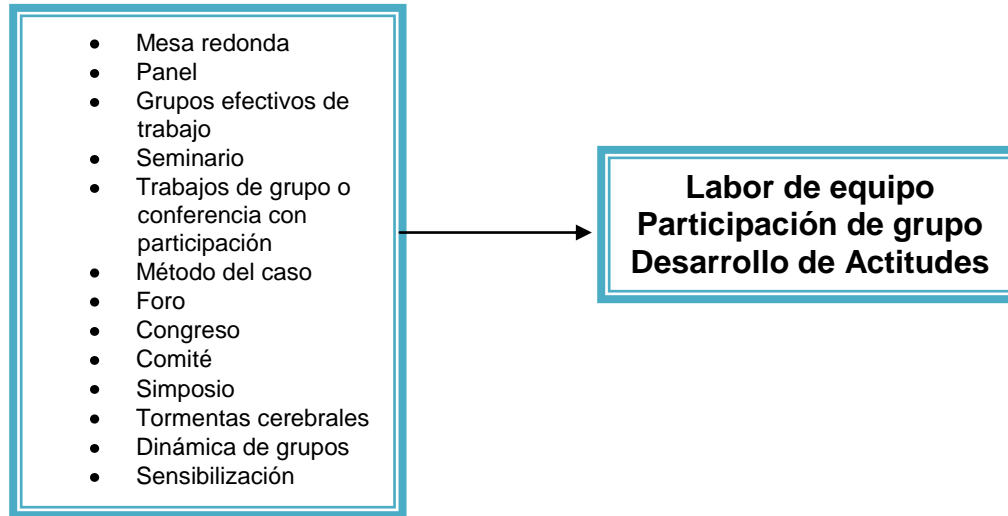 • Mesa redonda
• Panel
• Grupos efectivos de
trabajo
• Seminario
• Trabajos de grupo o
conferencia con
participación
• Método del caso
• Foro
• Congreso
• Comité
• Simposio
• Tormentas cerebrales
• Dinámica de grupos
• Sensibilización
Labor de equipo
Participación de grupo
Desarrollo de Actitudes